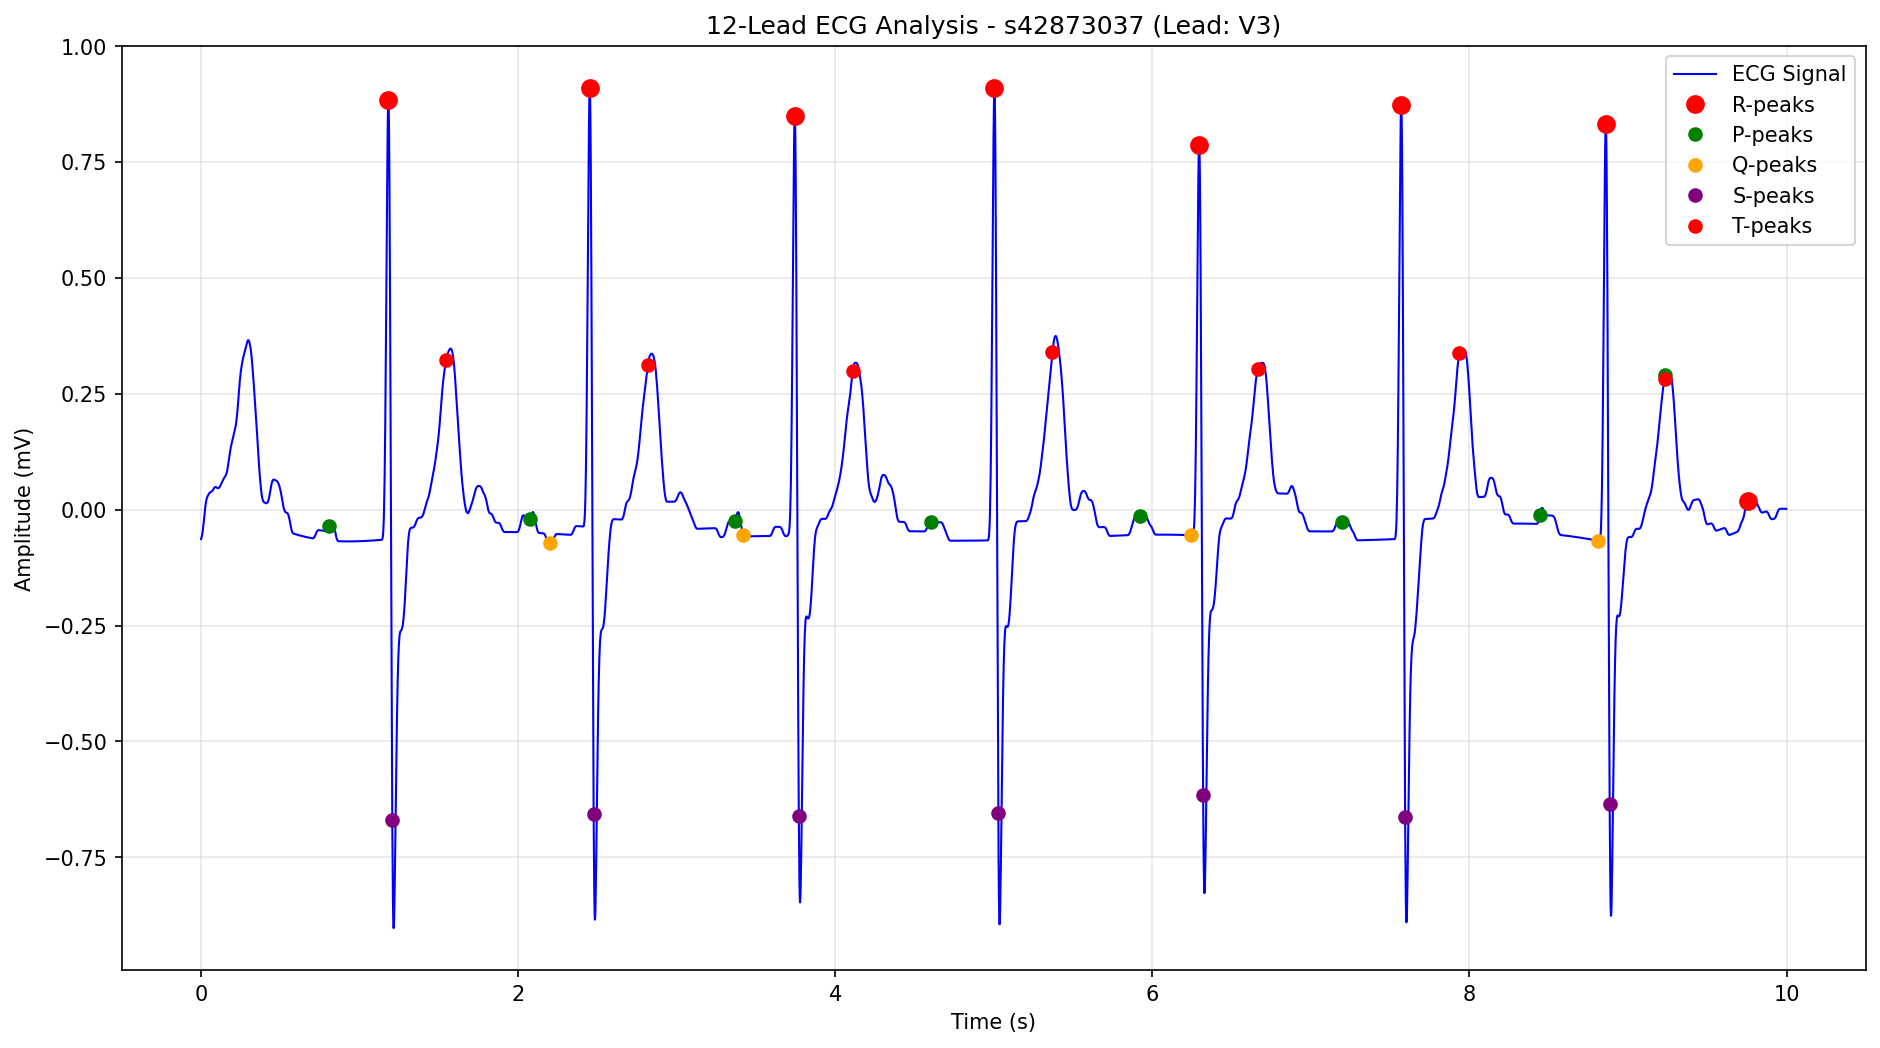 12-Lead ECG Analysis - s42873037 (Lead: V3)
ECG Signal
R-peaks
P-peaks
Q-peaks
S-peaks
T-peaks
Amplitude (mV)
1.00
0.75
0.50
0.25
0.00
−0.25
−0.50
−0.75
0 2 4 6 8 10
Time (s)